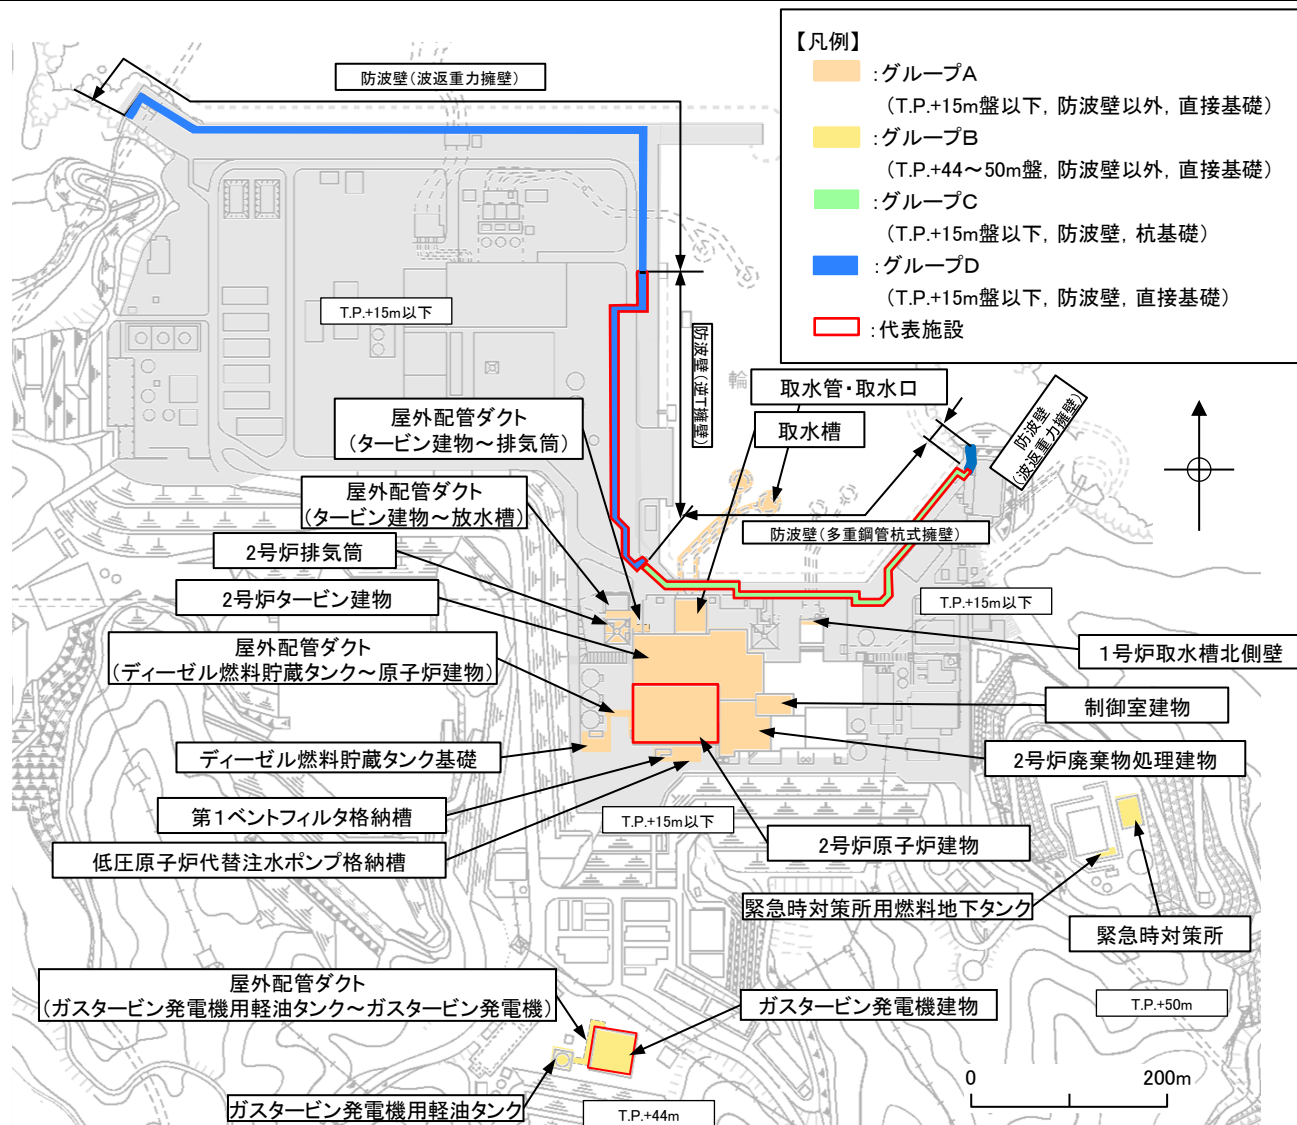 【凡例】
:グループA
(T.P.+15m盤以下, 防波壁以外, 直接基礎)
:グループB
(T.P.+44～50m盤, 防波壁以外, 直接基礎)
:グループC
(T.P.+15m盤以下, 防波壁, 杭基礎)
:グループD
(T.P.+15m盤以下, 防波壁, 直接基礎)
:代表施設
防波壁(波返重力擁壁)
T.P.+15m以下
防波壁(逆T擁壁)
輪
取水管・取水口
取水槽
防波壁
(波返重力擁壁)
屋外配管ダクト
(タービン建物～排気筒)
屋外配管ダクト
(タービン建物～放水槽)
防波壁(多重鋼管杭式擁壁)
2号炉排気筒
2号炉タービン建物
T.P.+15m以下
屋外配管ダクト
(ディーゼル燃料貯蔵タンク～原子炉建物)
1号炉取水槽北側壁
制御室建物
ディーゼル燃料貯蔵タンク基礎
2号炉廃棄物処理建物
第1ベントフィルタ格納槽
T.P.+15m以下
2号炉原子炉建物
低圧原子炉代替注水ポンプ格納槽
緊急時対策所用燃料地下タンク
緊急時対策所
屋外配管ダクト
(ガスタービン発電機用軽油タンク～ガスタービン発電機)
ガスタービン発電機建物
T.P.+50m
ガスタービン発電機用軽油タンク
T.P.+44m
0 200m